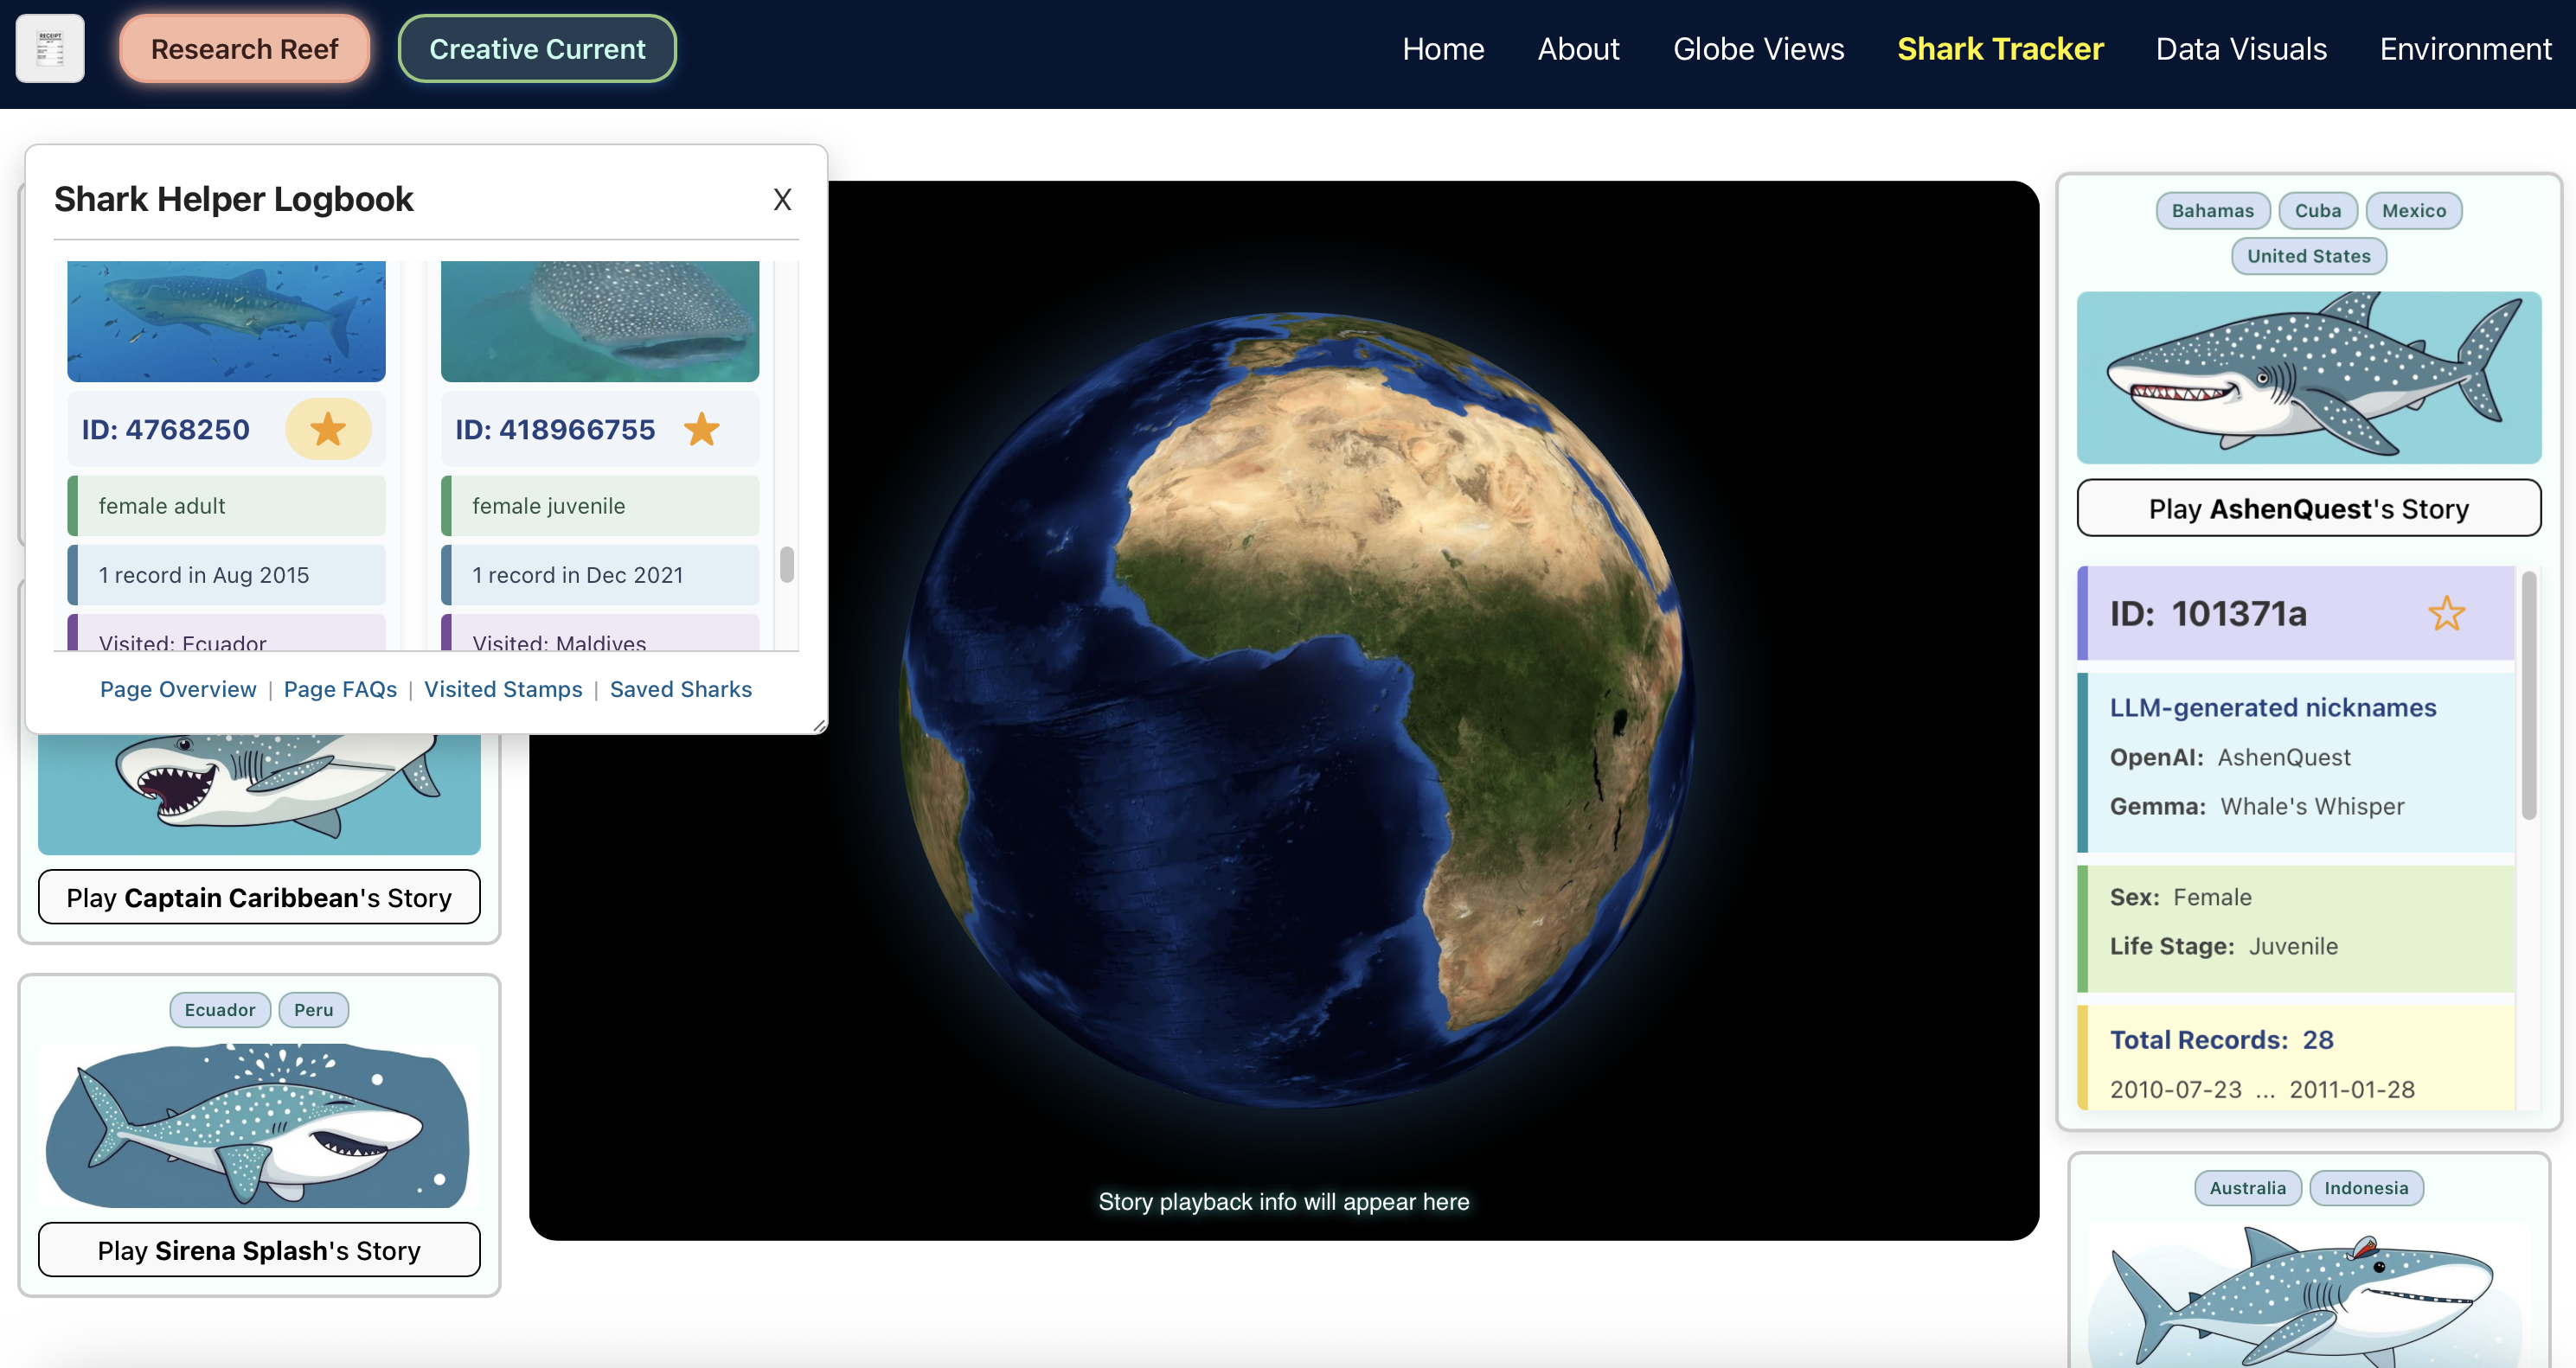 RECEIPT
Research Reef
Creative Current
Home
About
Globe Views
Shark Tracker
Data Visuals
Environment
Shark Helper Logbook
X
ID: 4768250
female adult
1 record in Aug 2015
Visited: Ecuador
ID: 418966755
female juvenile
1 record in Dec 2021
Visited: Maldives
Page Overview | Page FAQs | Visited Stamps | Saved Sharks
Play Captain Caribbean's Story
Ecuador
Peru
Play Sirena Splash's Story
Story playback info will appear here
Bahamas
Cuba
Mexico
United States
Play AshenQuest's Story
ID: 101371a
LLM-generated nicknames
OpenAI: AshenQuest
Gemma: Whale's Whisper
Sex: Female
Life Stage: Juvenile
Total Records: 28
2010-07-23 ... 2011-01-28
Australia
Indonesia